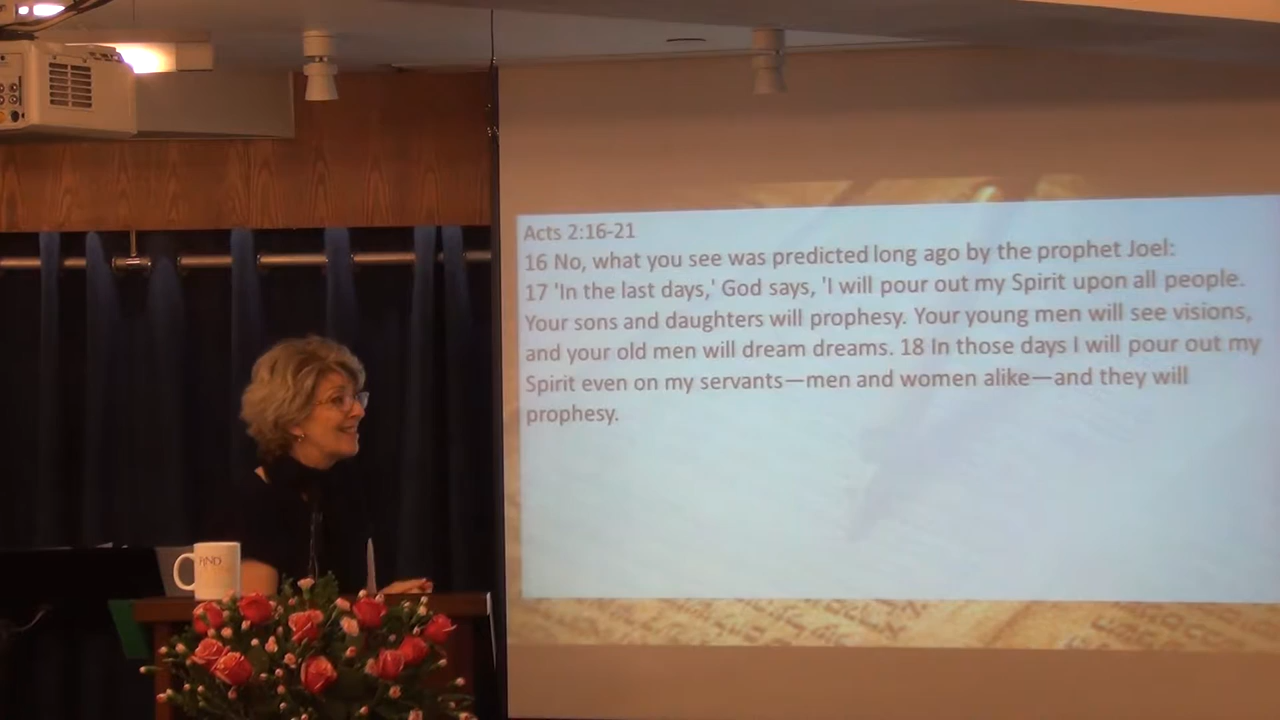 Acts 2:16-21
16 No, what you see was predicted long ago by the prophet Joel:
17 'In the last days,' God says, 'I will pour out my Spirit upon all people.
Your sons and daughters will prophesy. Your young men will see visions,
and your old men will dream dreams. 18 In those days I will pour out my
Spirit even on my servants—men and women alike—and they will
prophesy.